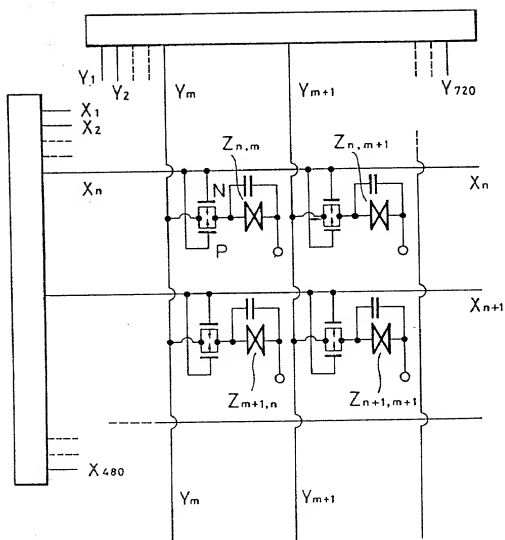 Y1
Y2
Ym
Ym+1
Y720
X1
X2
Zn,m
Zn,m+1
Xn
N
Xn
P
Xn+1
Zm+1,n
Zn+1,m+1
X480
Ym
Ym+1